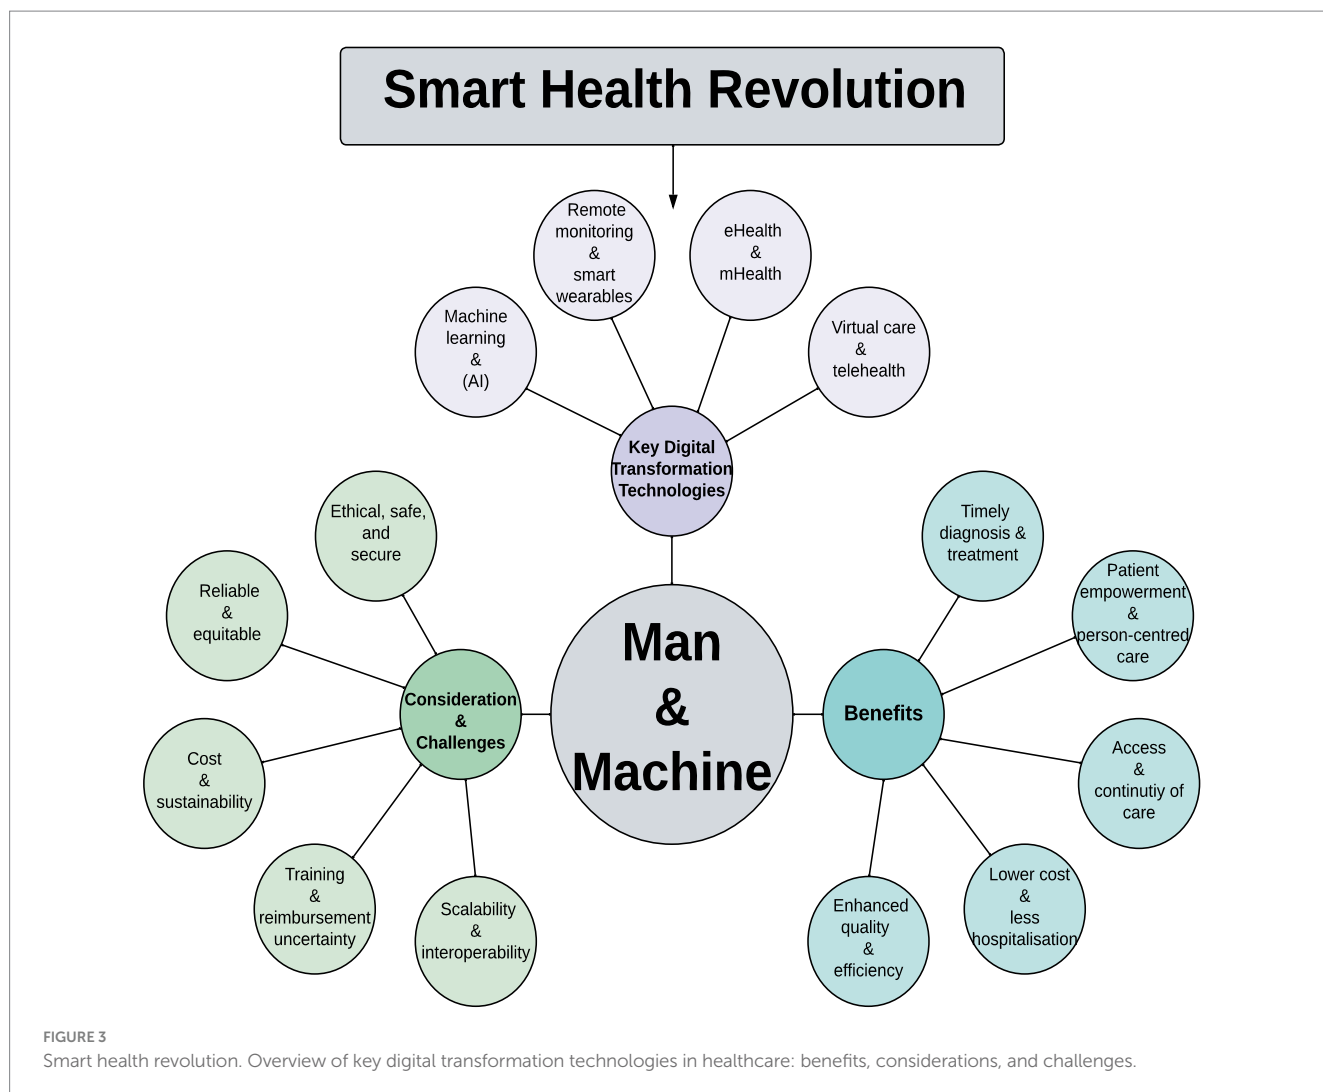 Smart Health Revolution
Remote
monitoring
&
smart
wearables
eHealth
&
mHealth
Machine
learning
&
(AI)
Virtual care
&
telehealth
Key Digital
Transformation
Technologies
Ethical, safe,
and
secure
Reliable
&
equitable
Cost
&
sustainability
Training
&
reimbursement
uncertainty
Scalability
&
interoperability
Consideration
&
Challenges
Man
&
Machine
Benefits
Timely
diagnosis &
treatment
Patient
empowerment
&
person-centred
care
Access
&
continutiy of
care
Lower cost
&
less
hospitalisation
Enhanced
quality
&
efficiency
FIGURE 3
Smart health revolution. Overview of key digital transformation technologies in healthcare: benefits, considerations, and challenges.